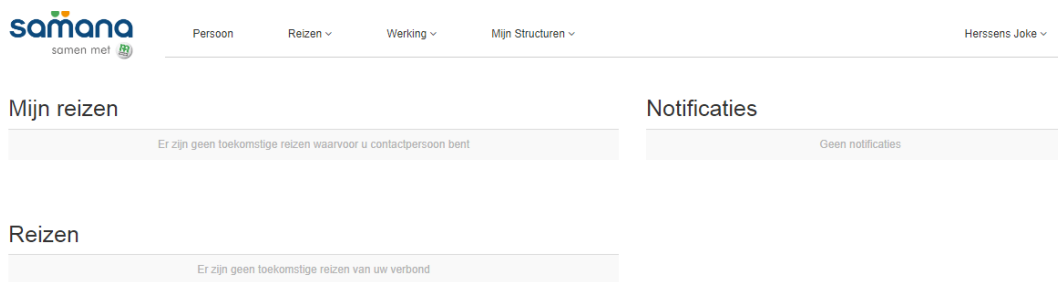 samana
samen met
Persoon Reizen Werking Mijn Structuren Herssens Joke
Mijn reizen
Er zijn geen toekomstige reizen waarvoor u contactpersoon bent
Notificaties
Geen notificaties
Reizen
Er zijn geen toekomstige reizen van uw verbond